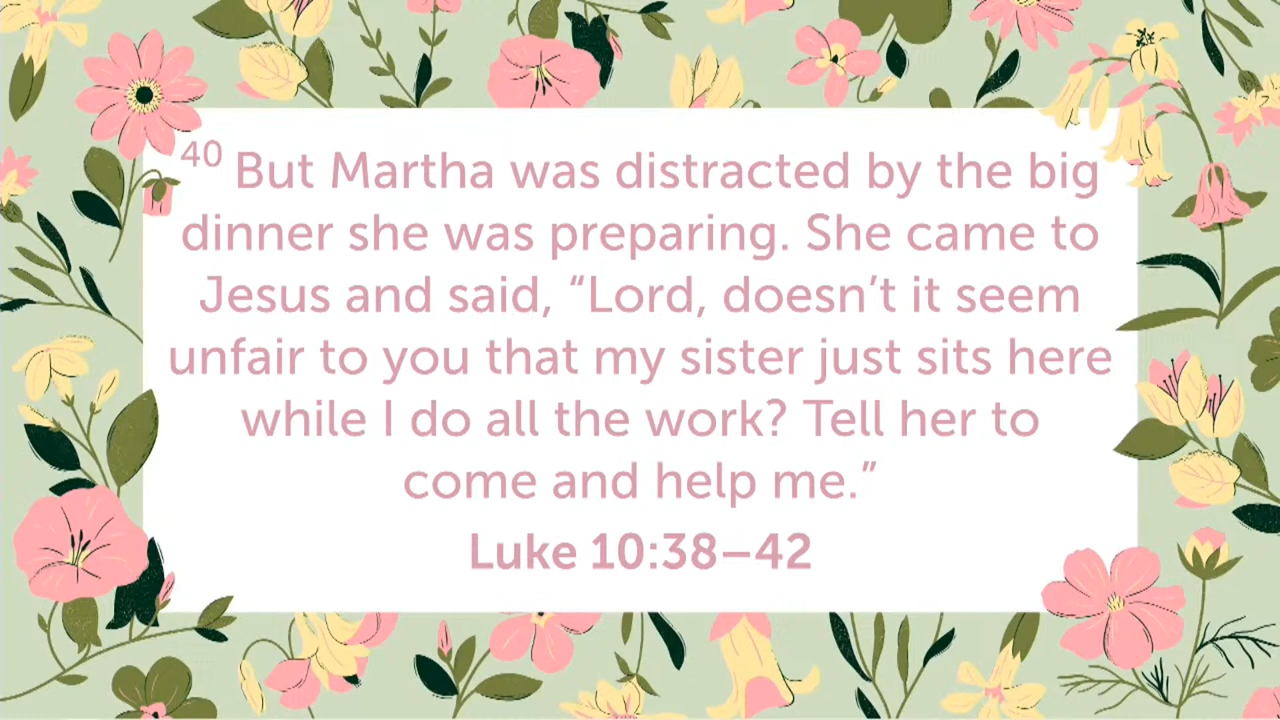 40 But Martha was distracted by the big
dinner she was preparing. She came to
Jesus and said, “Lord, doesn’t it seem
unfair to you that my sister just sits here
while I do all the work? Tell her to
come and help me.”
Luke 10:38–42